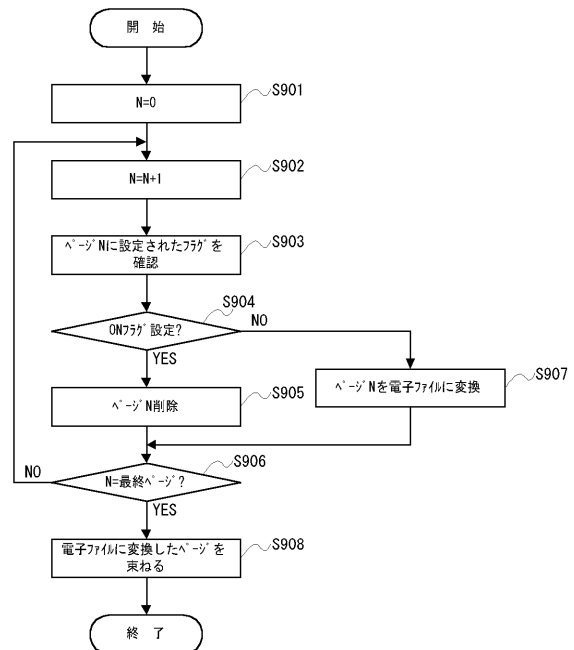 開 始
N=0
S901
N=N+1
S902
ﾍﾟｰｼﾞNに設定されたﾌﾗｸﾞを
確認
S903
ONﾌﾗｸﾞ設定?
S904
NO
YES
ﾍﾟｰｼﾞN削除
S905
ﾍﾟｰｼﾞNを電子ﾌｧｲﾙに変換
S907
N=最終ﾍﾟｰｼﾞ?
S906
NO
YES
電子ﾌｧｲﾙに変換したﾍﾟｰｼﾞを
束ねる
S908
終 了